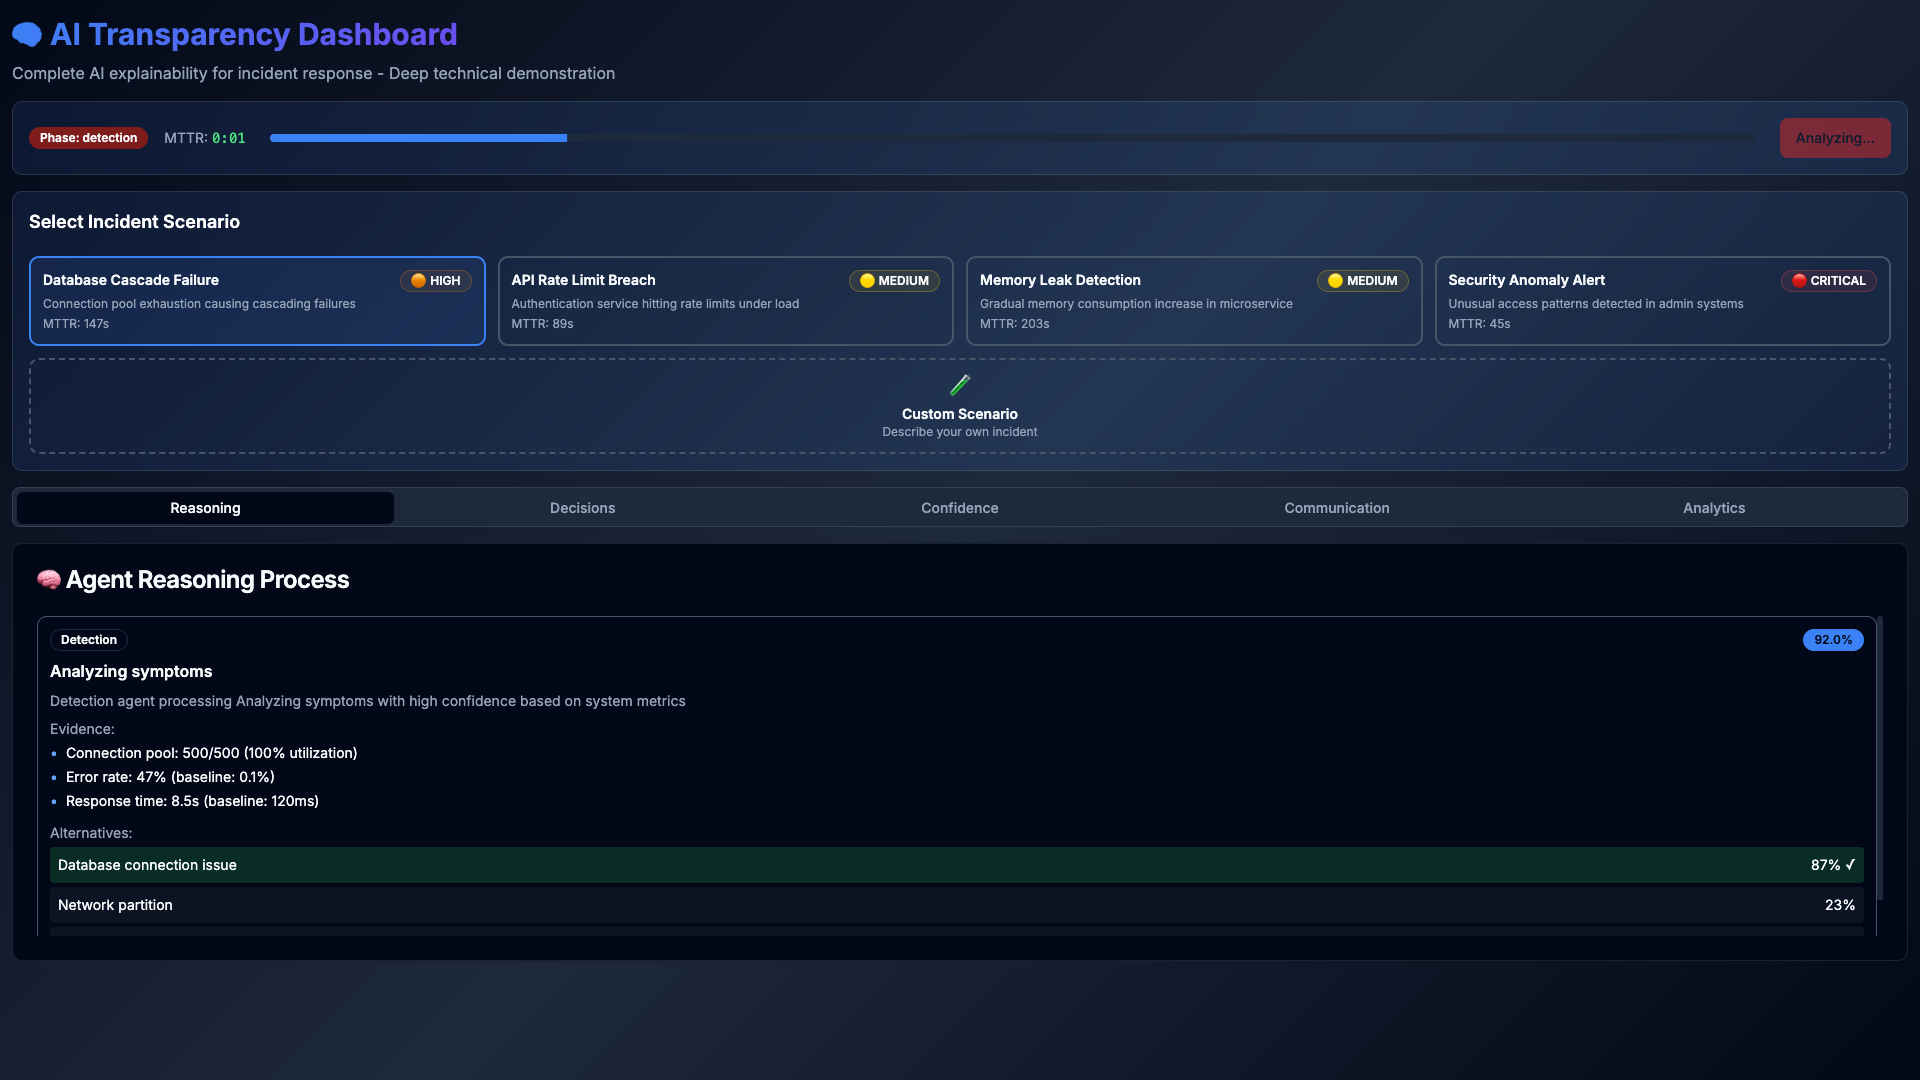 AI Transparency Dashboard
Complete AI explainability for incident response - Deep technical demonstration
Phase: detection
MTTR: 0:01
Analyzing...
Select Incident Scenario
Database Cascade Failure
HIGH
Connection pool exhaustion causing cascading failures
MTTR: 147s
API Rate Limit Breach
MEDIUM
Authentication service hitting rate limits under load
MTTR: 89s
Memory Leak Detection
MEDIUM
Gradual memory consumption increase in microservice
MTTR: 203s
Security Anomaly Alert
CRITICAL
Unusual access patterns detected in admin systems
MTTR: 45s
Custom Scenario
Describe your own incident
Reasoning
Decisions
Confidence
Communication
Analytics
Agent Reasoning Process
Detection
92.0%
Analyzing symptoms
Detection agent processing Analyzing symptoms with high confidence based on system metrics
Evidence:
• Connection pool: 500/500 (100% utilization)
• Error rate: 47% (baseline: 0.1%)
• Response time: 8.5s (baseline: 120ms)
Alternatives:
Database connection issue
87% ✓
Network partition
23%